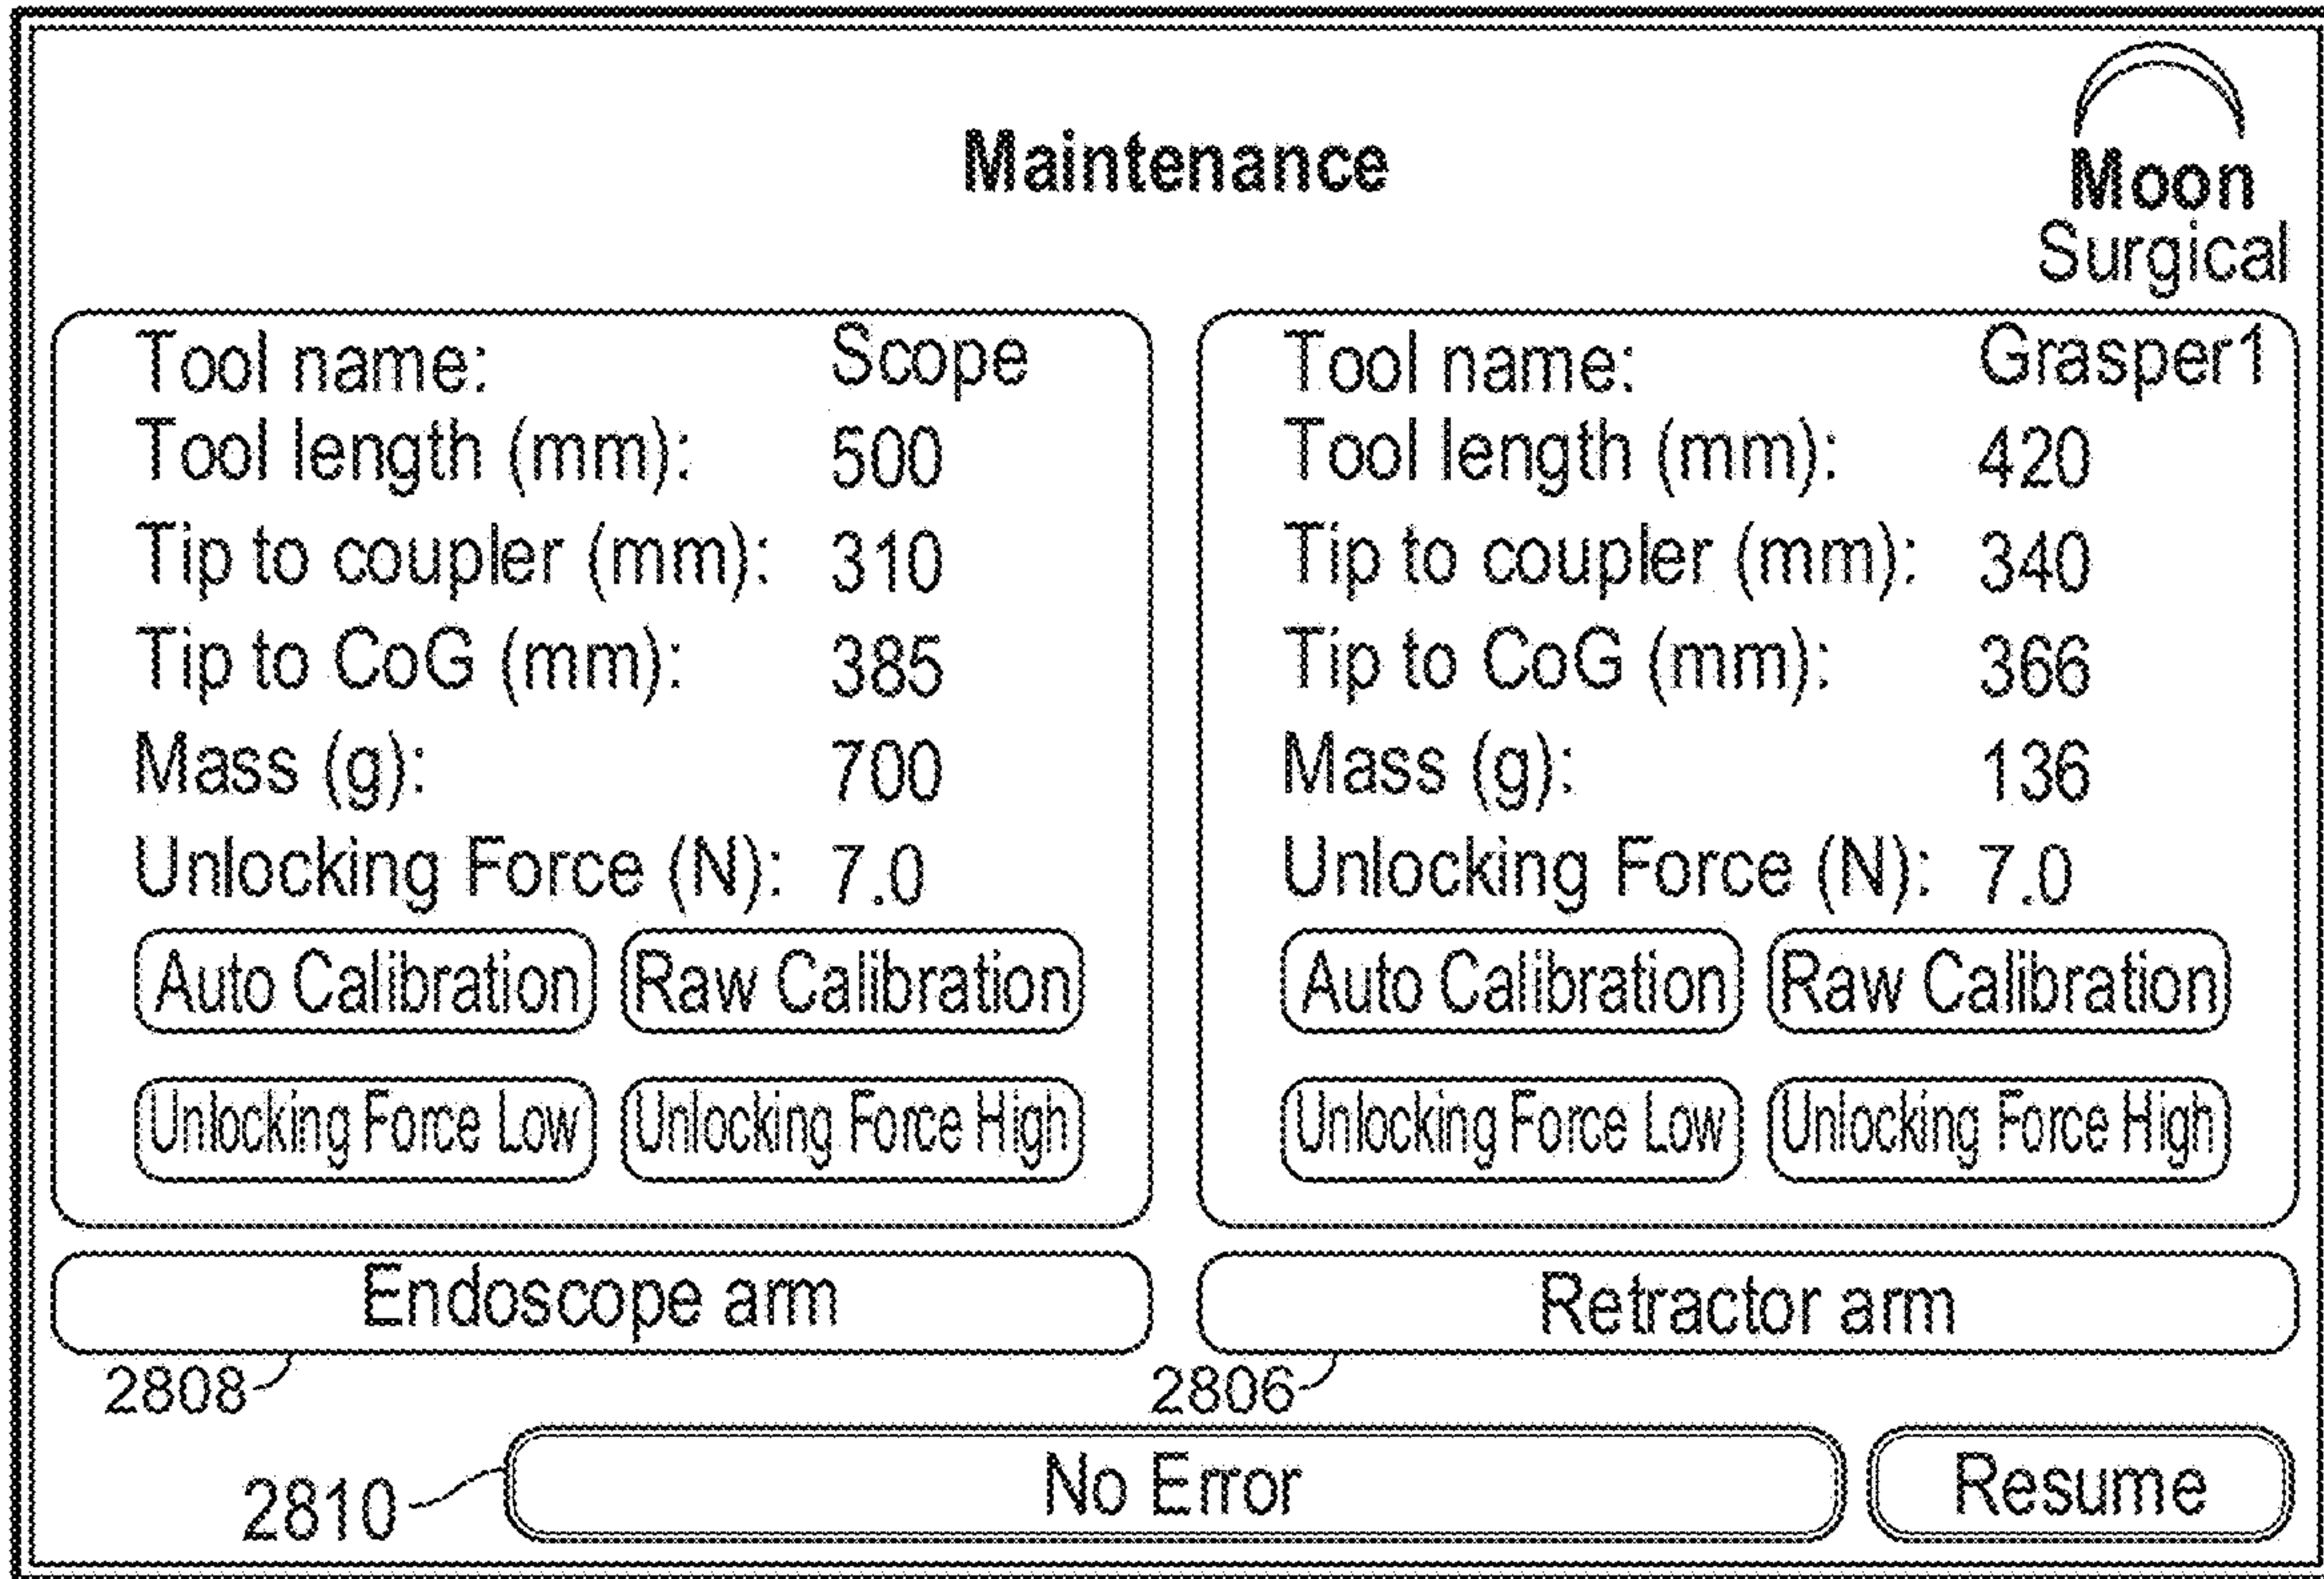 Maintenance
Moon
Surgical
Tool name: Scope
Tool length (mm): 500
Tip to coupler (mm): 310
Tip to CoG (mm): 385
Mass (g): 700
Unlocking Force (N): 7.0
Auto Calibration Raw Calibration
Unlocking Force Low Unlocking Force High
Endoscope arm
2808
Tool name: Grasper1
Tool length (mm): 420
Tip to coupler (mm): 340
Tip to CoG (mm): 366
Mass (g): 136
Unlocking Force (N): 7.0
Auto Calibration Raw Calibration
Unlocking Force Low Unlocking Force High
Retractor arm
2806
2810
No Error
Resume